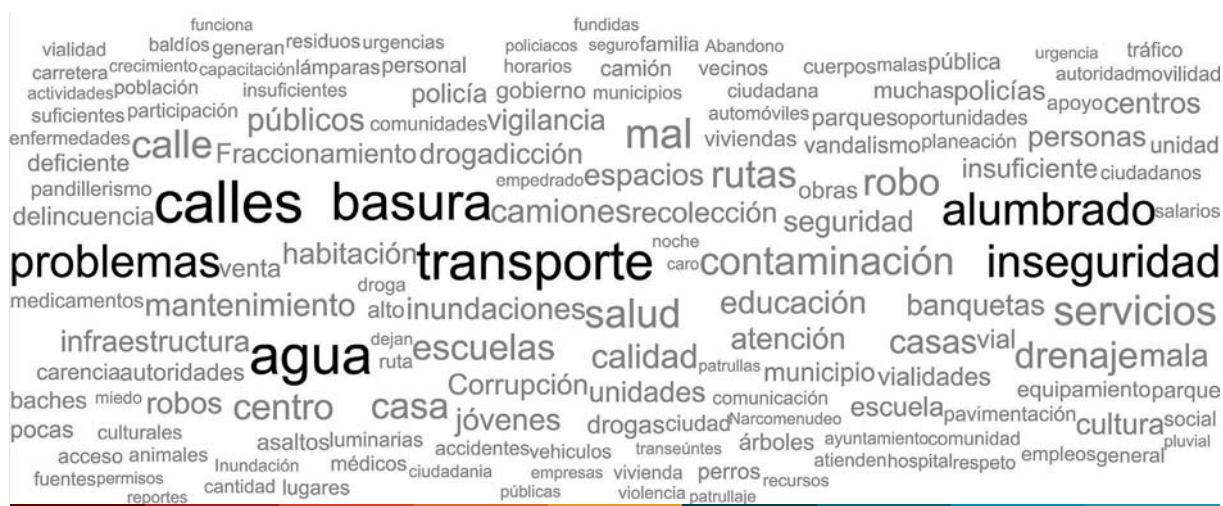 funciona fundidas
vialidad baldíos generan residuos urgencias policiacos seguro familia Abandono urgencia tráfico
carretera crecimiento capacitación lámparas personal horarios camión vecinos cuerpos malas pública autoridad movilidad
actividades población insuficientes policía gobierno municipios ciudadana muchas policías apoyo centros
suficientes participación públicos comunidades vigilancia mal automóviles parques oportunidades
enfermedades calle Fraccionamiento drogadicción viviendas vandalismo planeación personas unidad
deficiente empedrado espacios rutas obras robo insuficiente ciudadanos
pandillerismo
delincuencia calles basura camiones recolección seguridad alumbrado salarios
problemas venta habitación transporte noche caro contaminación inseguridad
droga
medicamentos mantenimiento alto inundaciones salud educación banquetas servicios
infraestructura agua dejan ruta escuelas calidad atención casas vial drenaje mala
carencia autoridades patrullas municipio vialidades
baches miedo robos centro casa Corrupción unidades comunicación escuela equipamiento parque
pocas culturales jóvenes drogas ciudad Narcomenudeo pavimentación cultura social
asaltos luminarias accidentes vehiculos transeúntes árboles ayuntamiento comunidad pluvial
acceso animales Inundación médicos ciudadania empresas vivienda perros atienden hospital respeto empleos general
fuentes permisos cantidad lugares recursos
reportes públicas violencia patrullaje